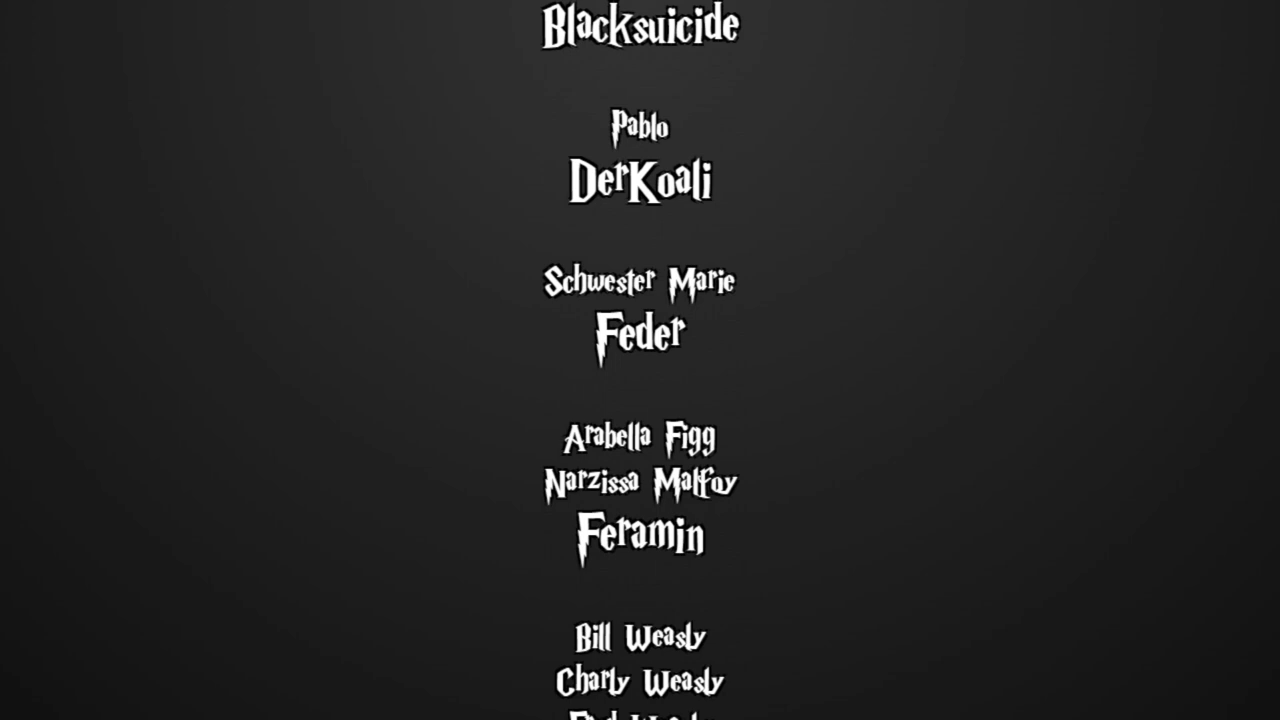 Blacksuicide
Pablo
DerKoali
Schwester Marie
Feder
Arabella Figg
Narzissa Malfoy
Feramin
Bill Weasly
Charly Weasly